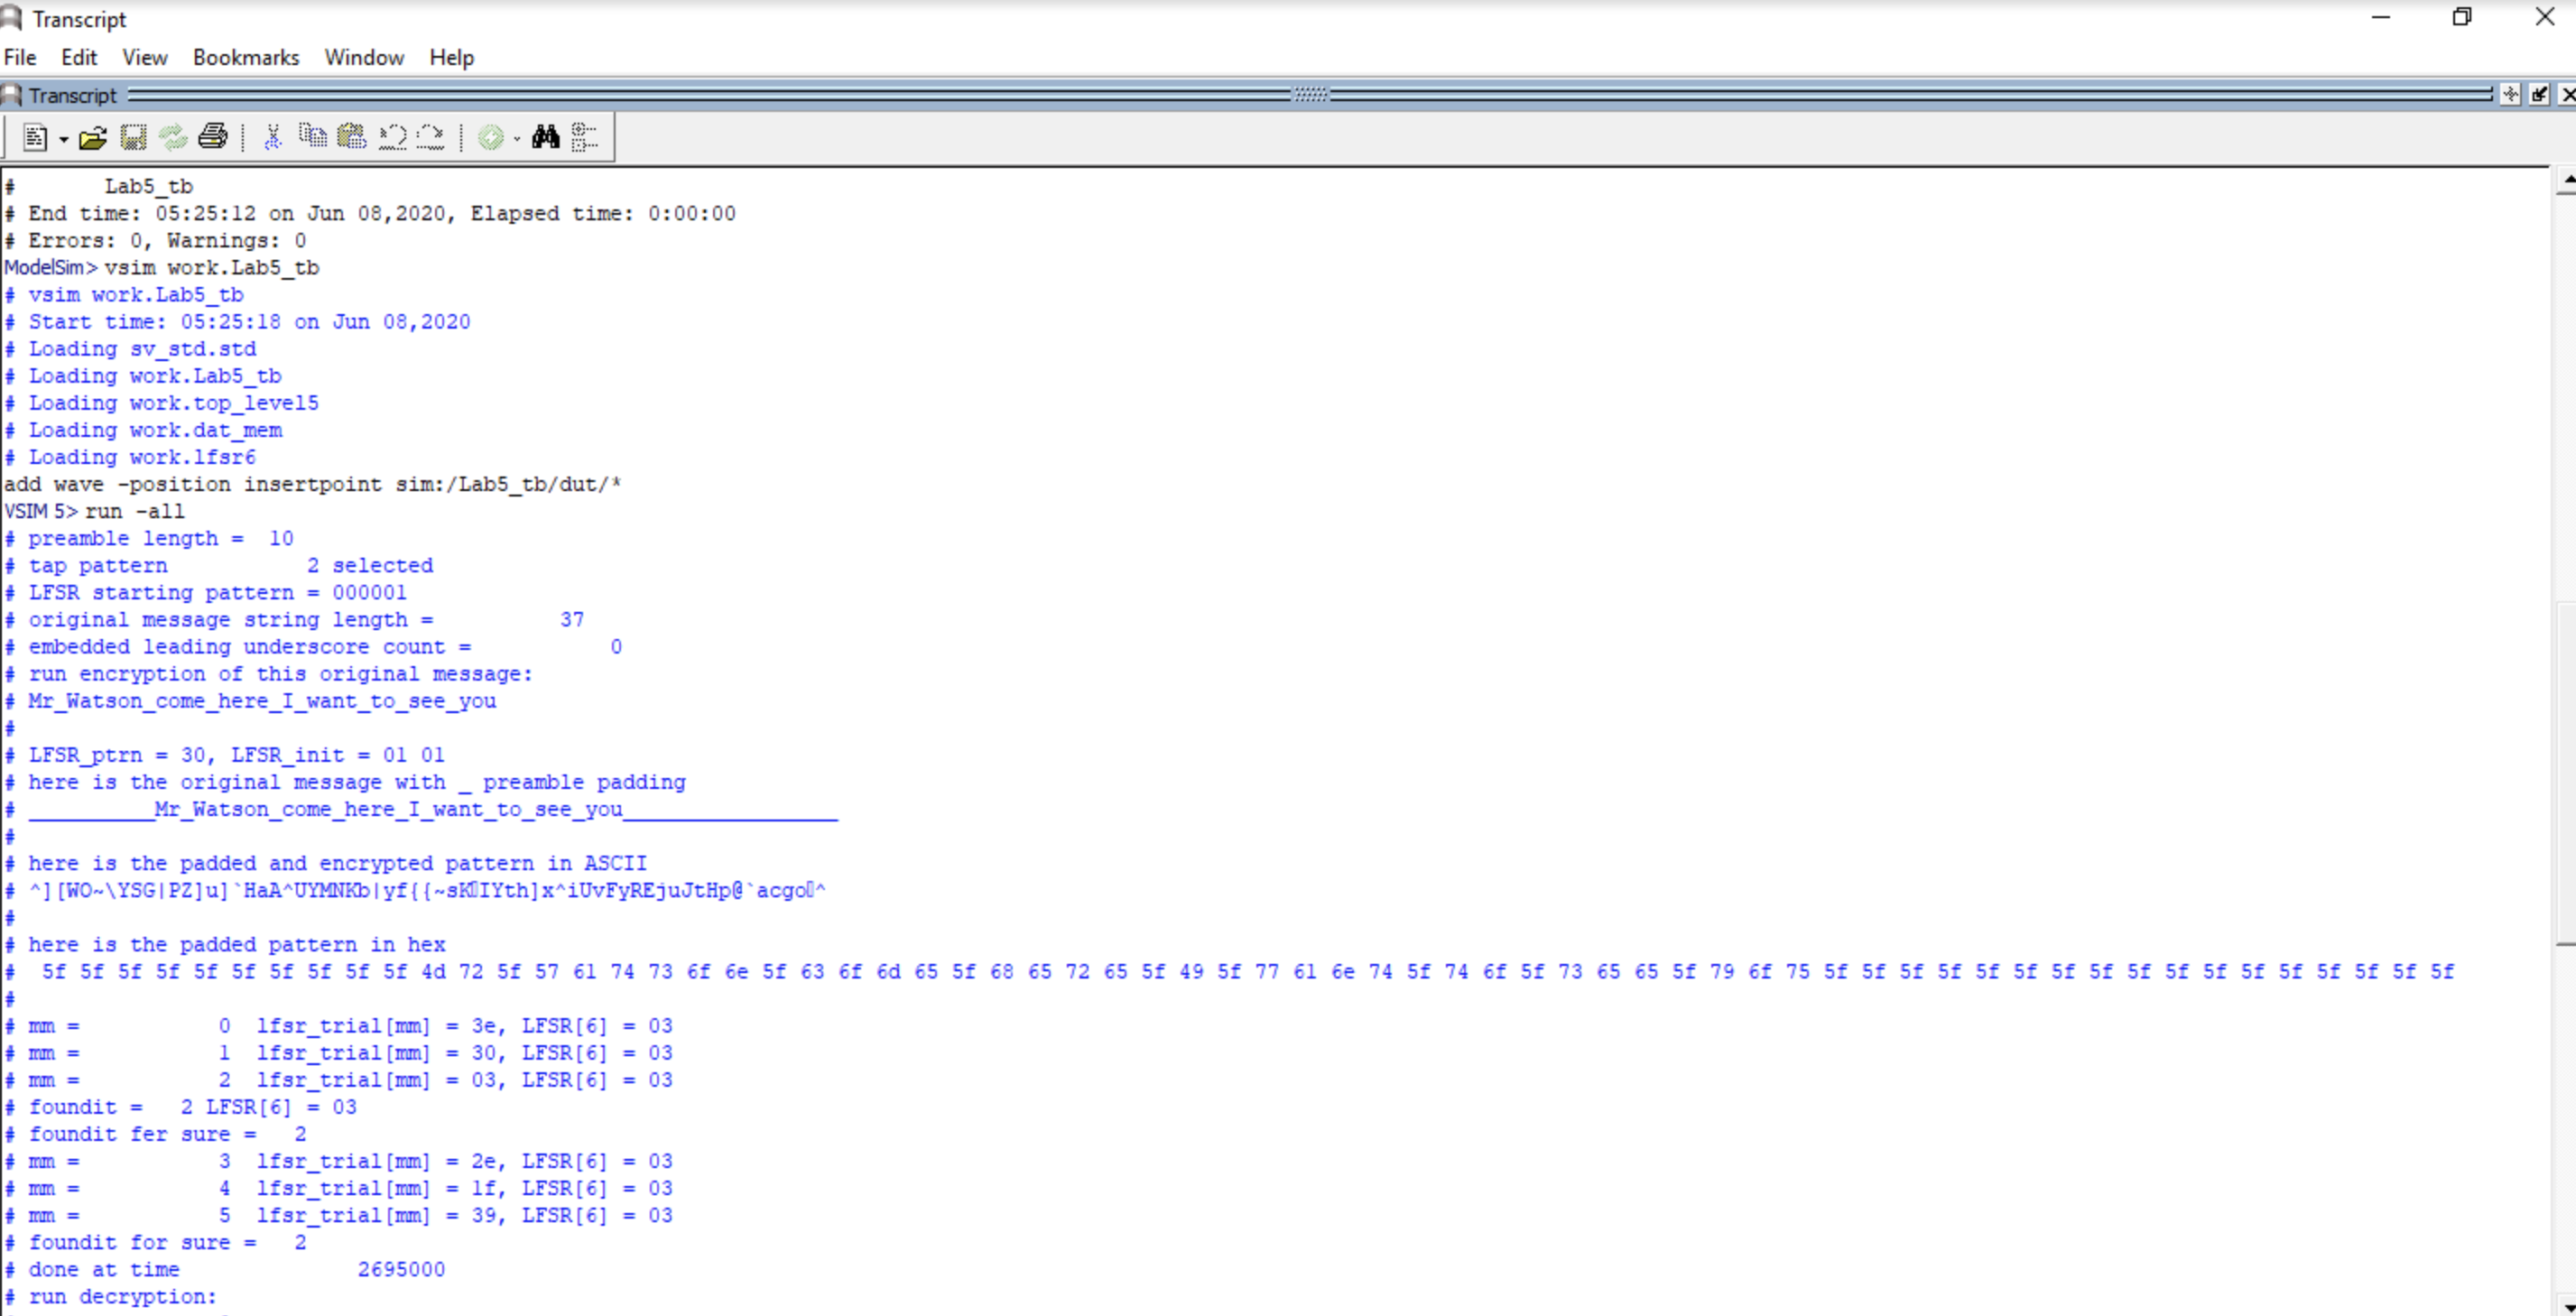 Transcript
File Edit View Bookmarks Window Help
Transcript
#       Lab5_tb
# End time: 05:25:12 on Jun 08,2020, Elapsed time: 0:00:00
# Errors: 0, Warnings: 0
ModelSim> vsim work.Lab5_tb
# vsim work.Lab5_tb
# Start time: 05:25:18 on Jun 08,2020
# Loading sv_std.std
# Loading work.Lab5_tb
# Loading work.top_level5
# Loading work.dat_mem
# Loading work.lfsr6
add wave -position insertpoint sim:/Lab5_tb/dut/*
VSIM 5> run -all
# preamble length =  10
# tap pattern           2 selected
# LFSR starting pattern = 000001
# original message string length =          37
# embedded leading underscore count =           0
# run encryption of this original message:
# Mr_Watson_come_here_I_want_to_see_you
#
# LFSR_ptrn = 30, LFSR_init = 01 01
# here is the original message with _ preamble padding
# __________Mr_Watson_come_here_I_want_to_see_you_________________
#
# here is the padded and encrypted pattern in ASCII
# ^][WO~\YSG|PZ]u]`HaA^UYMNKb|yf{{~sK▯IYth]x^iUvFyREjuJtHp@`acgo▯^
#
# here is the padded pattern in hex
#  5f 5f 5f 5f 5f 5f 5f 5f 5f 5f 4d 72 5f 57 61 74 73 6f 6e 5f 63 6f 6d 65 5f 68 65 72 65 5f 49 5f 77 61 6e 74 5f 74 6f 5f 73 65 65 5f 79 6f 75 5f 5f 5f 5f 5f 5f 5f 5f 5f 5f 5f 5f 5f 5f 5f 5f 5f
#
# mm =           0  lfsr_trial[mm] = 3e, LFSR[6] = 03
# mm =           1  lfsr_trial[mm] = 30, LFSR[6] = 03
# mm =           2  lfsr_trial[mm] = 03, LFSR[6] = 03
# foundit =   2 LFSR[6] = 03
# foundit fer sure =   2
# mm =           3  lfsr_trial[mm] = 2e, LFSR[6] = 03
# mm =           4  lfsr_trial[mm] = 1f, LFSR[6] = 03
# mm =           5  lfsr_trial[mm] = 39, LFSR[6] = 03
# foundit for sure =   2
# done at time              2695000
# run decryption: